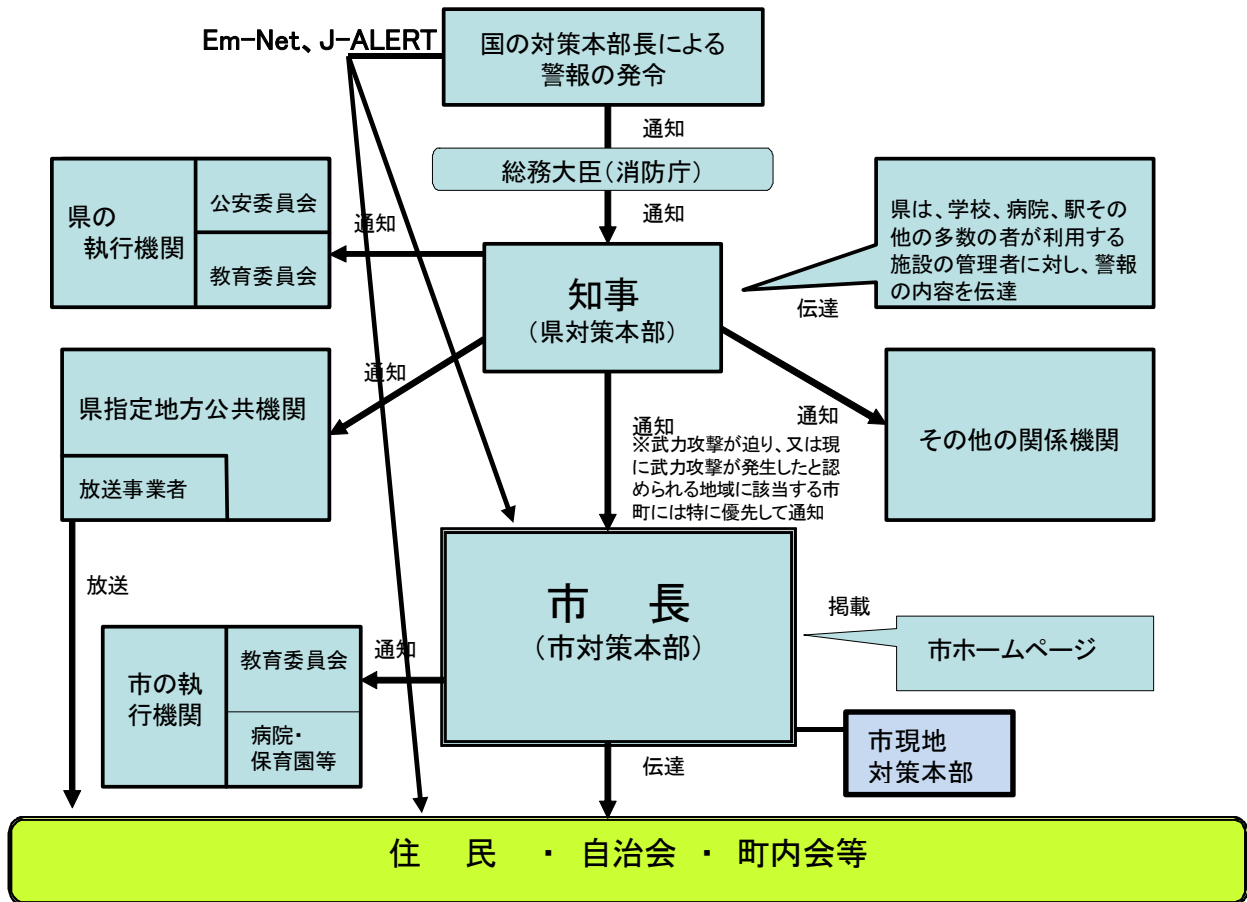 Em-Net、J-ALERT
国の対策本部長による
警報の発令
通知
総務大臣（消防庁）
通知
県の
執行機関
公安委員会
教育委員会
通知
知事
（県対策本部）
県は、学校、病院、駅その
他の多数の者が利用する
施設の管理者に対し、警報
の内容を伝達
伝達
県指定地方公共機関
放送事業者
通知
通知
※武力攻撃が迫り、又は現
に武力攻撃が発生したと認
められる地域に該当する市
町には特に優先して通知
通知
その他の関係機関
放送
市　長
（市対策本部）
掲載
市ホームページ
市の執
行機関
教育委員会
病院・
保育園等
通知
伝達
市現地
対策本部
住　民　・　自治会　・　町内会等